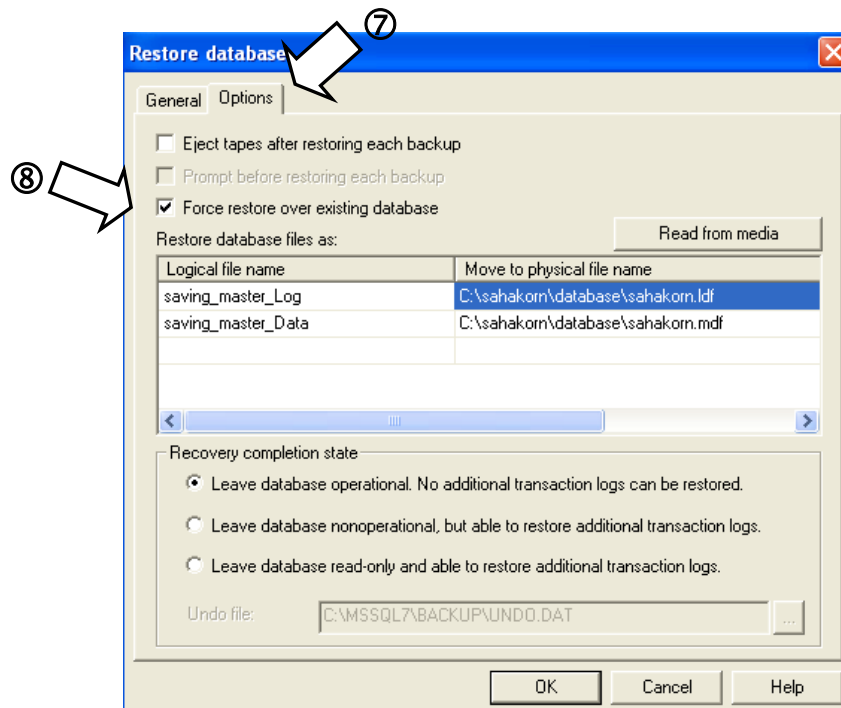 ⑦
Restore database
General Options
Eject tapes after restoring each backup
⑧
Prompt before restoring each backup
Force restore over existing database
Restore database files as:
Read from media
Logical file name Move to physical file name
saving_master_Log C:\sahakorn\database\sahakorn.ldf
saving_master_Data C:\sahakorn\database\sahakorn.mdf
Recovery completion state
Leave database operational. No additional transaction logs can be restored.
Leave database nonoperational, but able to restore additional transaction logs.
Leave database read-only and able to restore additional transaction logs.
Undo file: C:\MSSQL7\BACKUP\UNDO.DAT ...
OK Cancel Help